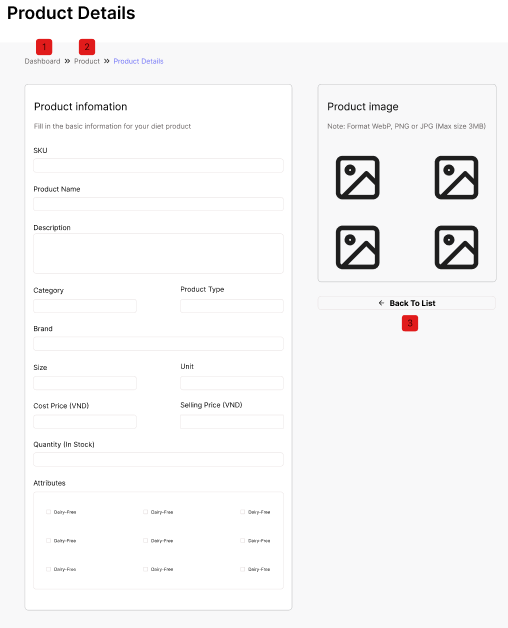 Product Details
1 2
Dashboard » Product » Product Details
Product infomation
Fill in the basic information for your diet product
SKU
Product Name
Description
Category Product Type
Brand
Size Unit
Cost Price (VND) Selling Price (VND)
Quantity (In Stock)
Attributes
Dairy-Free Dairy-Free Dairy-Free
Dairy-Free Dairy-Free Dairy-Free
Dairy-Free Dairy-Free Dairy-Free
Product image
Note: Format WebP, PNG or JPG (Max size 3MB)
← Back To List
3